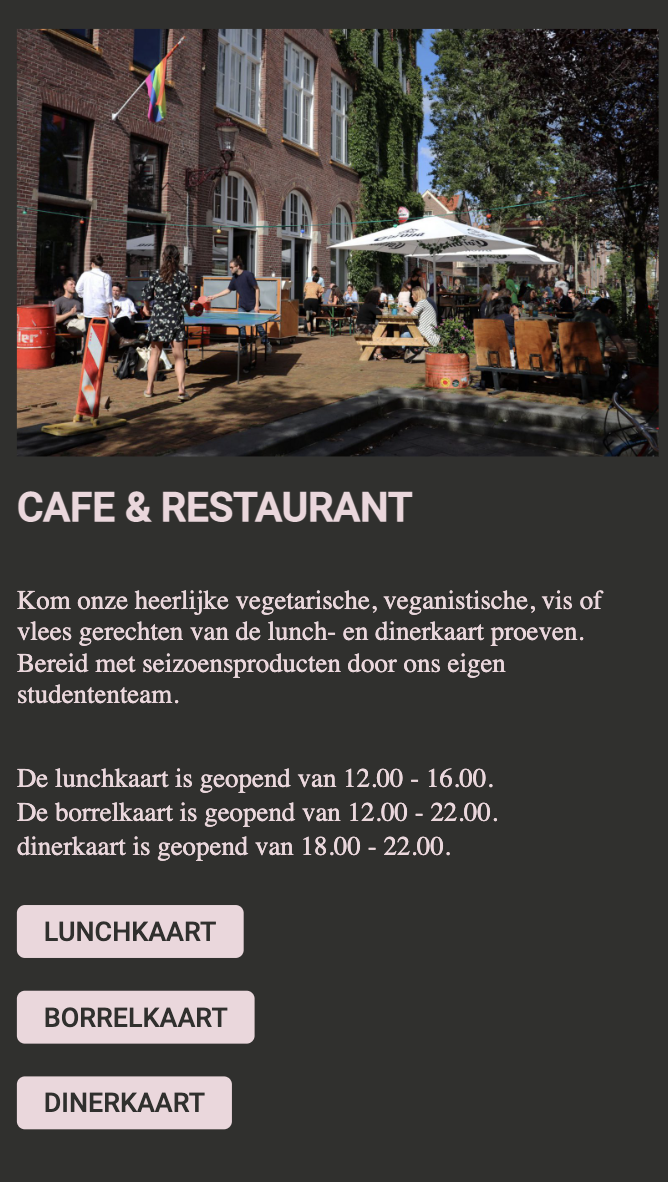 CAFE & RESTAURANT
Kom onze heerlijke vegetarische, veganistische, vis of
vlees gerechten van de lunch- en dinerkaart proeven.
Bereid met seizoensproducten door ons eigen
studententeam.
De lunchkaart is geopend van 12.00 - 16.00.
De borrelkaart is geopend van 12.00 - 22.00.
dinerkaart is geopend van 18.00 - 22.00.
LUNCHKAART
BORRELKAART
DINERKAART